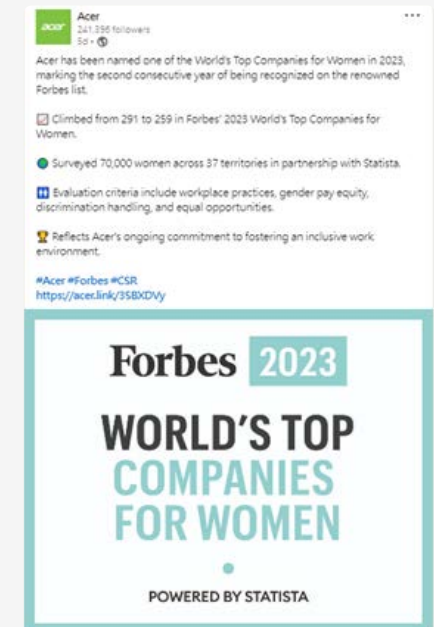 acer
Acer
241,396 followers
5d •
Acer has been named one of the World's Top Companies for Women in 2023,
marking the second consecutive year of being recognized on the renowned
Forbes list.
Climbed from 291 to 259 in Forbes' 2023 World's Top Companies for
Women.
Surveyed 70,000 women across 37 territories in partnership with Statista.
Evaluation criteria include workplace practices, gender pay equity,
discrimination handling, and equal opportunities.
Reflects Acer's ongoing commitment to fostering an inclusive work
environment.
#Acer #Forbes #CSR
https://acer.link/3SBXDVy
Forbes 2023
WORLD'S TOP
COMPANIES
FOR WOMEN
POWERED BY STATISTA